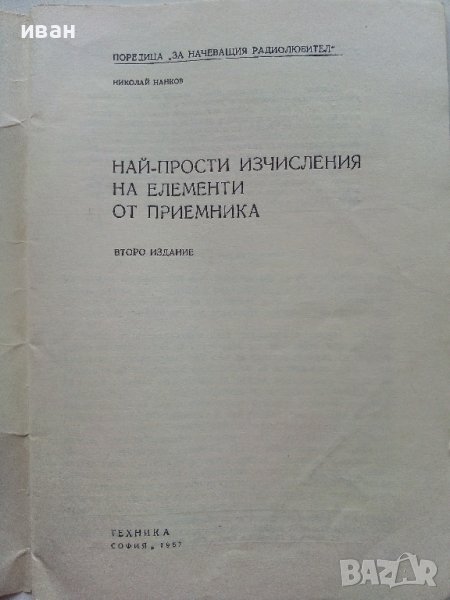 иван
ПОРЕДИЦА „ЗА НАЧЕВАЩИЯ РАДИОЛЮБИТЕЛ“
НИКОЛАЙ НАНКОВ
НАЙ-ПРОСТИ ИЗЧИСЛЕНИЯ
НА ЕЛЕМЕНТИ
ОТ ПРИЕМНИКА
ВТОРО ИЗДАНИЕ
ТЕХНИКА
СОФИЯ, 1967
BAZAR